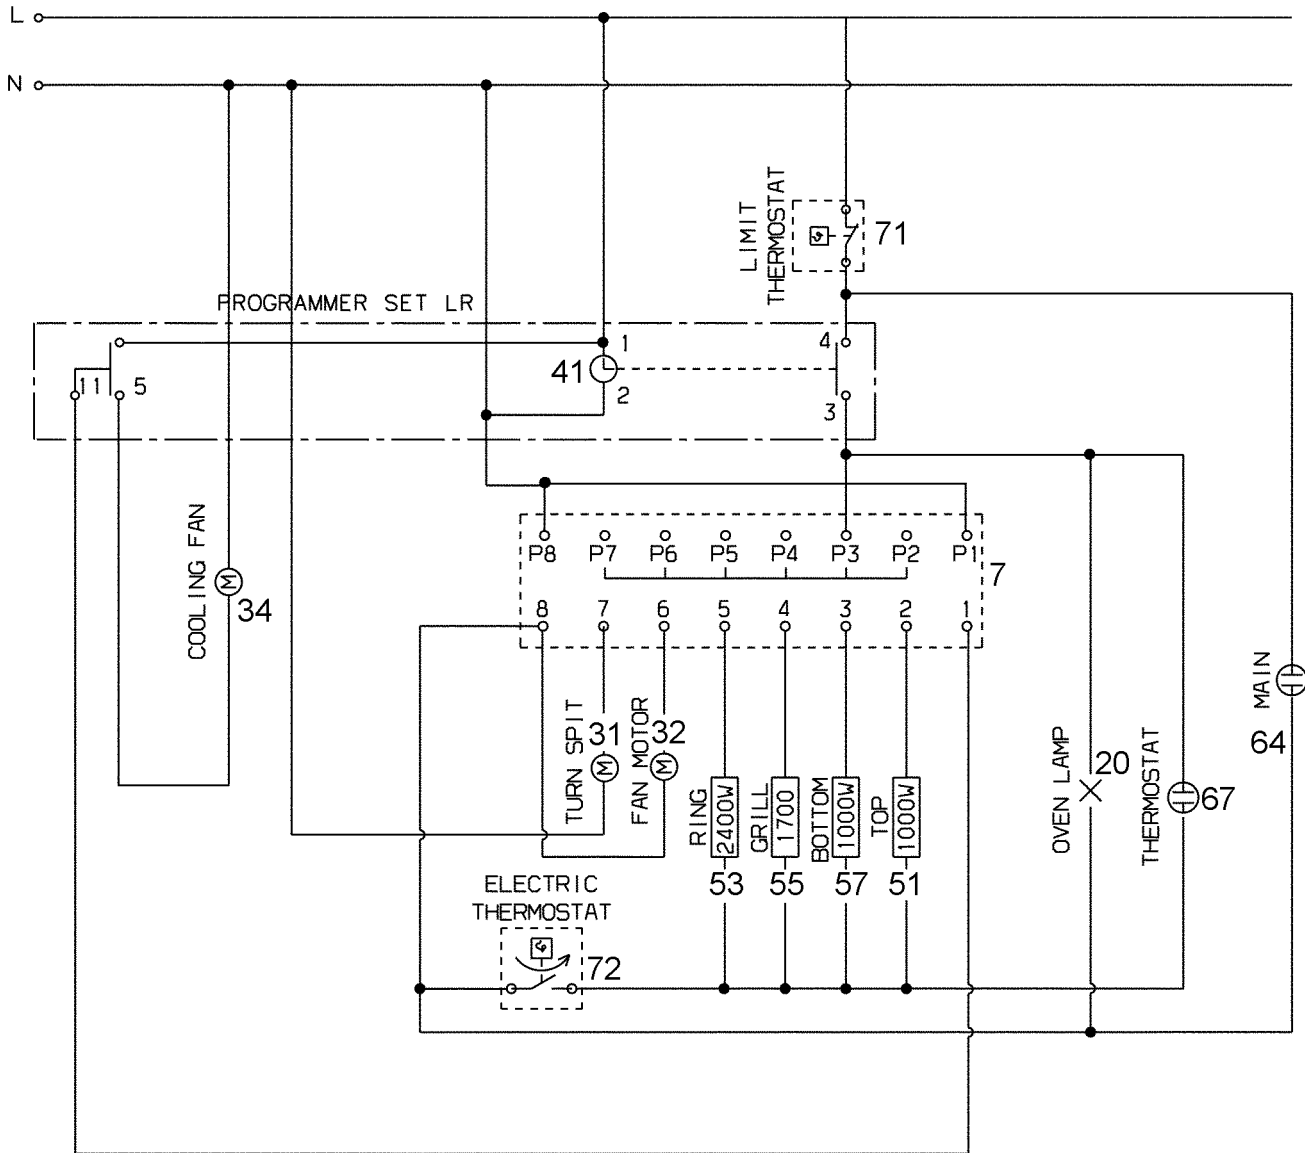 L
N
LIMIT
THERMOSTAT
71
PROGRAMMER SET LR
1
4
41
11
5
2
3
COOLING FAN
M
34
P8 P7 P6 P5 P4 P3 P2 P1
7
8 7 6 5 4 3 2 1
TURN SPIT
31
M
FAN MOTOR
32
M
RING
2400W
53
GRILL
1700
55
BOTTOM
1000W
57
TOP
1000W
51
OVEN LAMP
20
THERMOSTAT
67
MAIN
64
ELECTRIC
THERMOSTAT
72